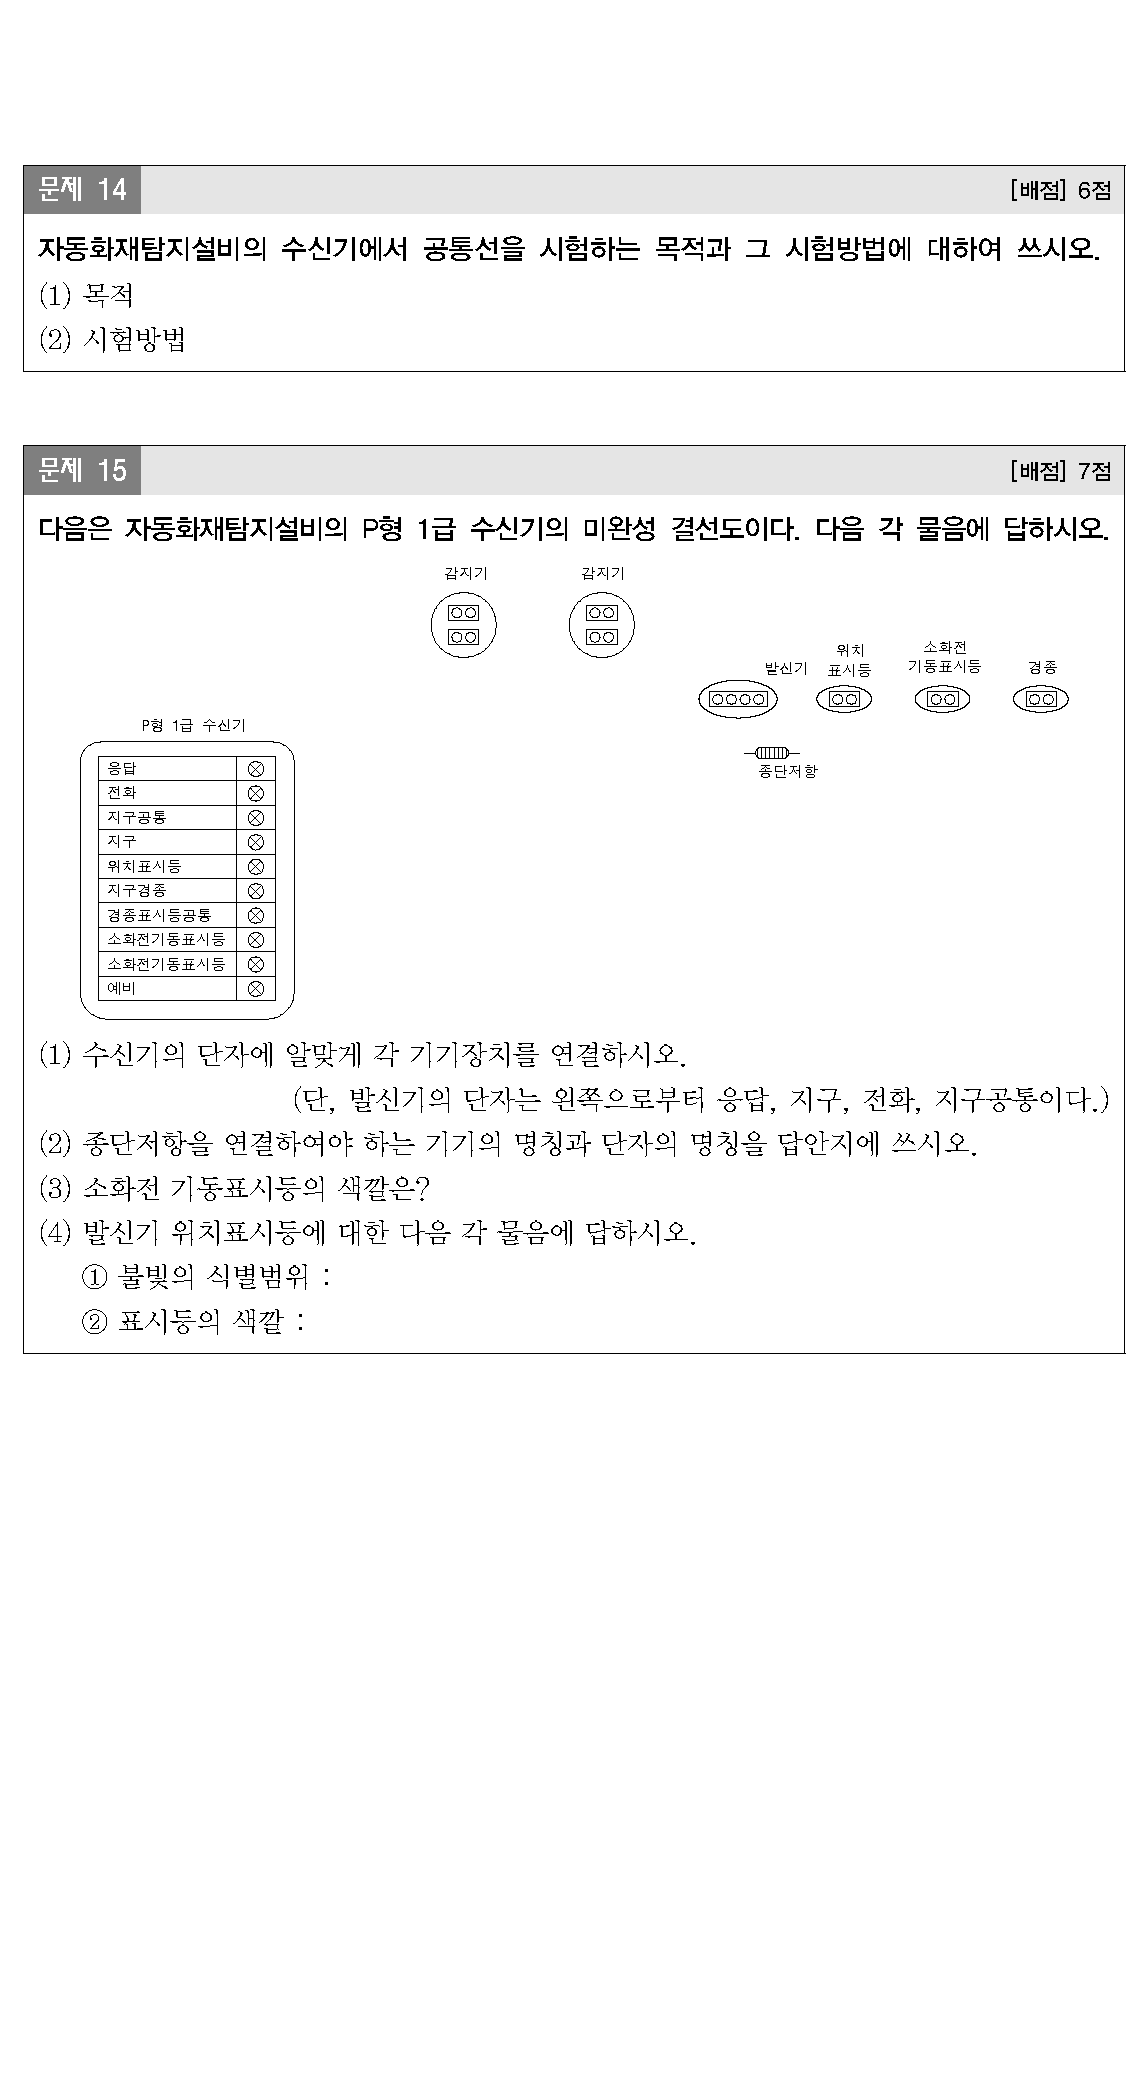 문제 14 [배점] 6점
자동화재탐지설비의 수신기에서 공통선을 시험하는 목적과 그 시험방법에 대하여 쓰시오.
(1) 목적
(2) 시험방법
문제 15 [배점] 7점
다음은 자동화재탐지설비의 P형 1급 수신기의 미완성 결선도이다. 다음 각 물음에 답하시오.
감지기 감지기
발신기
위치
표시등
소화전
기동표시등
경종
종단저항
P형 1급 수신기
응답
전화
지구공통
지구
위치표시등
지구경종
경종표시등공통
소화전기동표시등
소화전기동표시등
예비
(1) 수신기의 단자에 알맞게 각 기기장치를 연결하시오.
(단, 발신기의 단자는 왼쪽으로부터 응답, 지구, 전화, 지구공통이다.)
(2) 종단저항을 연결하여야 하는 기기의 명칭과 단자의 명칭을 답안지에 쓰시오.
(3) 소화전 기동표시등의 색깔은?
(4) 발신기 위치표시등에 대한 다음 각 물음에 답하시오.
① 불빛의 식별범위 :
② 표시등의 색깔 :